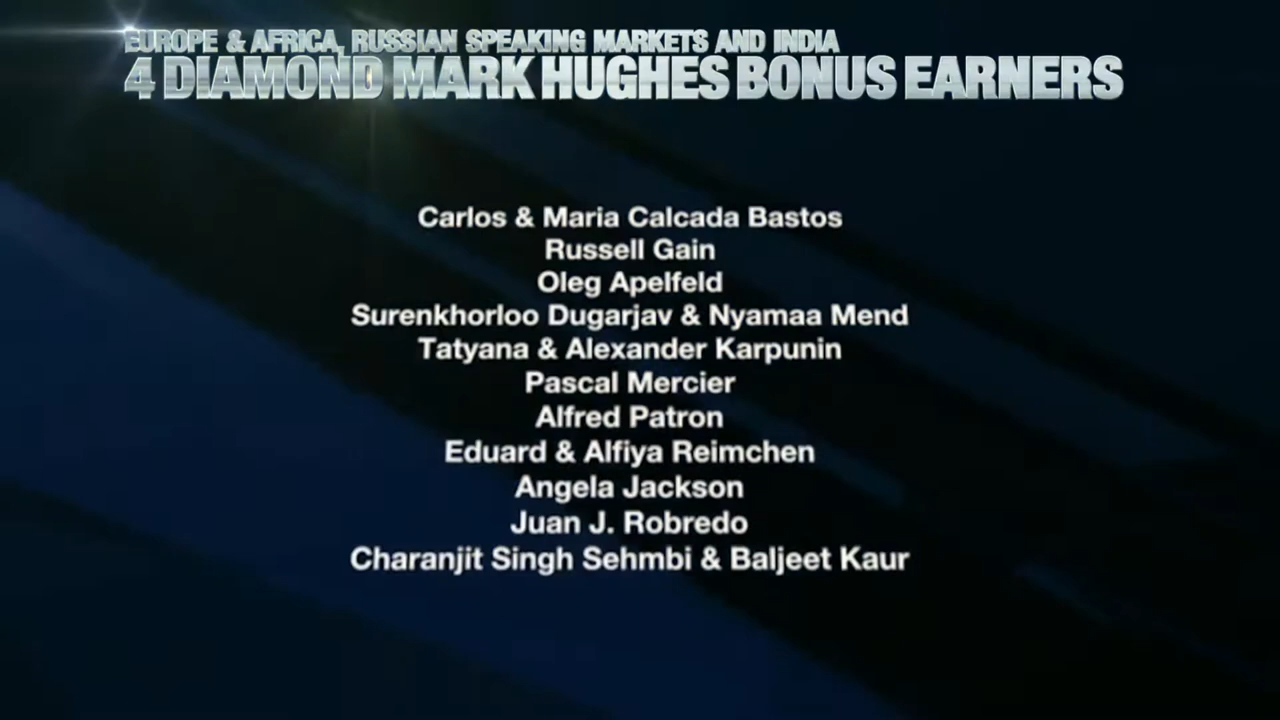 EUROPE & AFRICA, RUSSIAN SPEAKING MARKETS AND INDIA
4 DIAMOND MARK HUGHES BONUS EARNERS
Carlos & Maria Calcada Bastos
Russell Gain
Oleg Apelfeld
Surenkhorloo Dugarjav & Nyamaa Mend
Tatyana & Alexander Karpunin
Pascal Mercier
Alfred Patron
Eduard & Alfiya Reimchen
Angela Jackson
Juan J. Robredo
Charanjit Singh Sehmbi & Baljeet Kaur